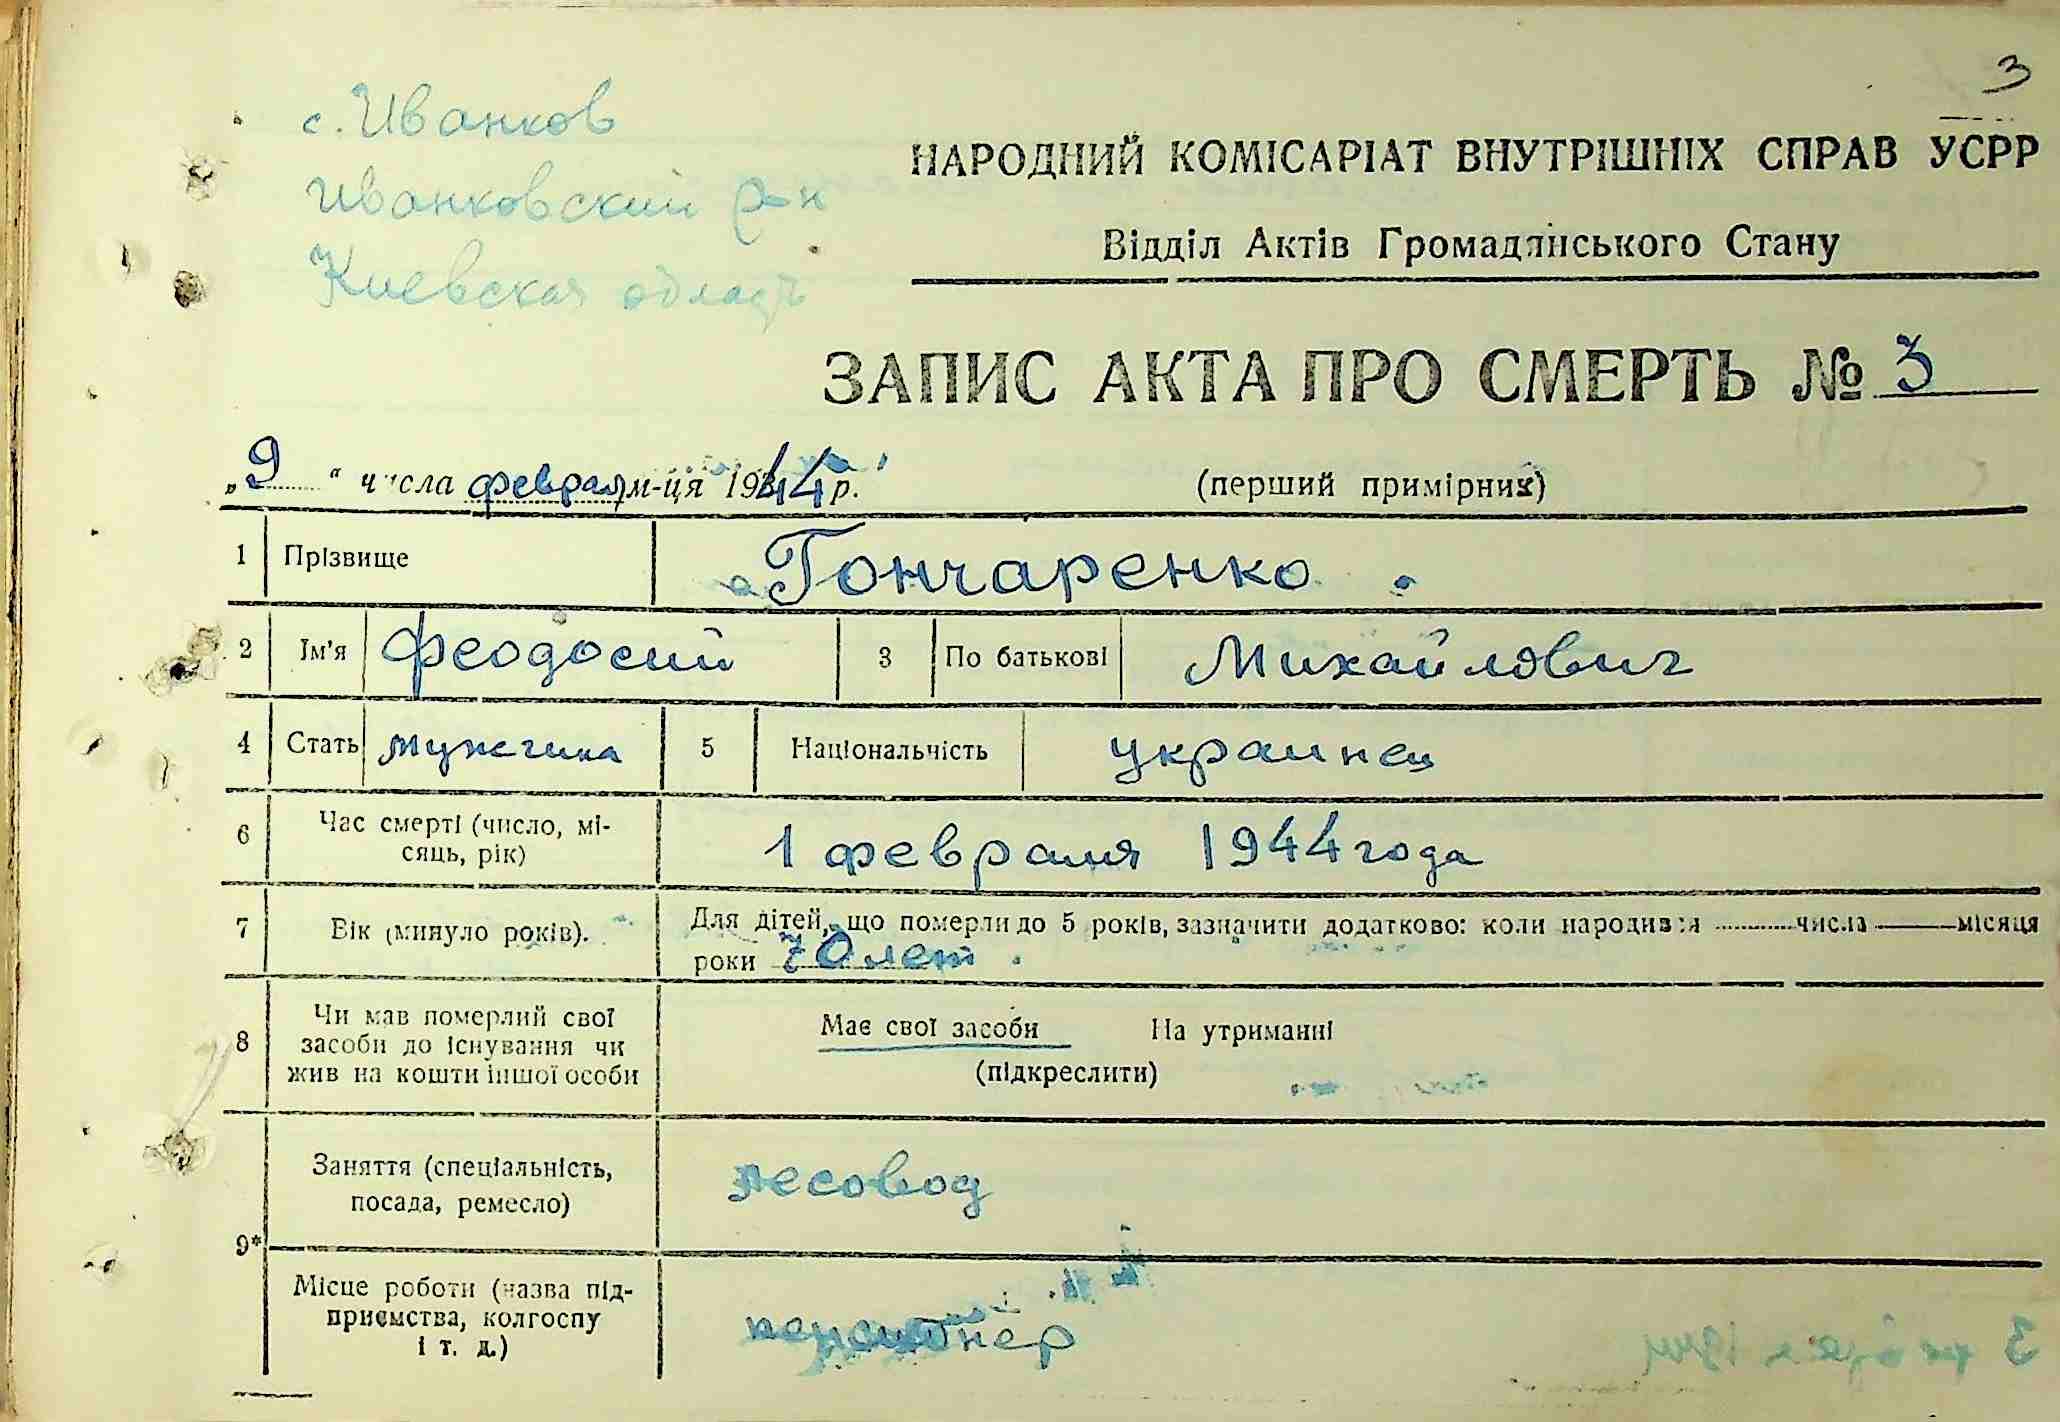 3
с. Иванков
Иванковский р-н
Киевская область
НАРОДНИЙ КОМІСАРІАТ ВНУТРІШНІХ СПРАВ УСРР
Відділ Актів Громадянського Стану
ЗАПИС АКТА ПРО СМЕРТЬ № 3
„9“ числа февраля м-ця 1944 р.
(перший примірник)
1 Прізвище Гончаренко
2 Ім'я Феодосий 3 По батькові Михайлович
4 Стать мужчина 5 Національність украинец
6 Час смерті (число, мі-
сяць, рік) 1 февраля 1944 года
7 Вік (минуло років). Для дітей, що померли до 5 років, зазначити додатково: коли народився числа місяця
роки 70 лет.
8 Чи мав померлий свої
засоби до існування чи
жив на кошти іншої особи
Має свої засоби На утриманні
(підкреслити)
9* Заняття (спеціальність,
посада, ремесло) лесовод
Місце роботи (назва під-
приємства, колгоспу
і т. д.) пенсионер